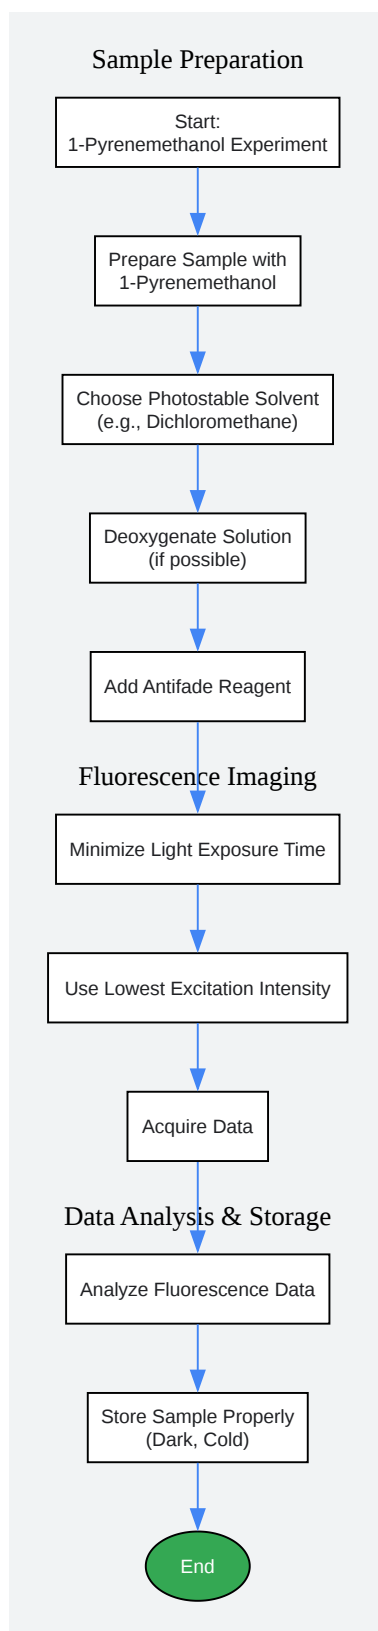 Sample Preparation
Start:
1-Pyrenemethanol Experiment
Prepare Sample with
1-Pyrenemethanol
Choose Photostable Solvent
(e.g., Dichloromethane)
Deoxygenate Solution
(if possible)
Add Antifade Reagent
Fluorescence Imaging
Minimize Light Exposure Time
Use Lowest Excitation Intensity
Acquire Data
Data Analysis & Storage
Analyze Fluorescence Data
Store Sample Properly
(Dark, Cold)
End